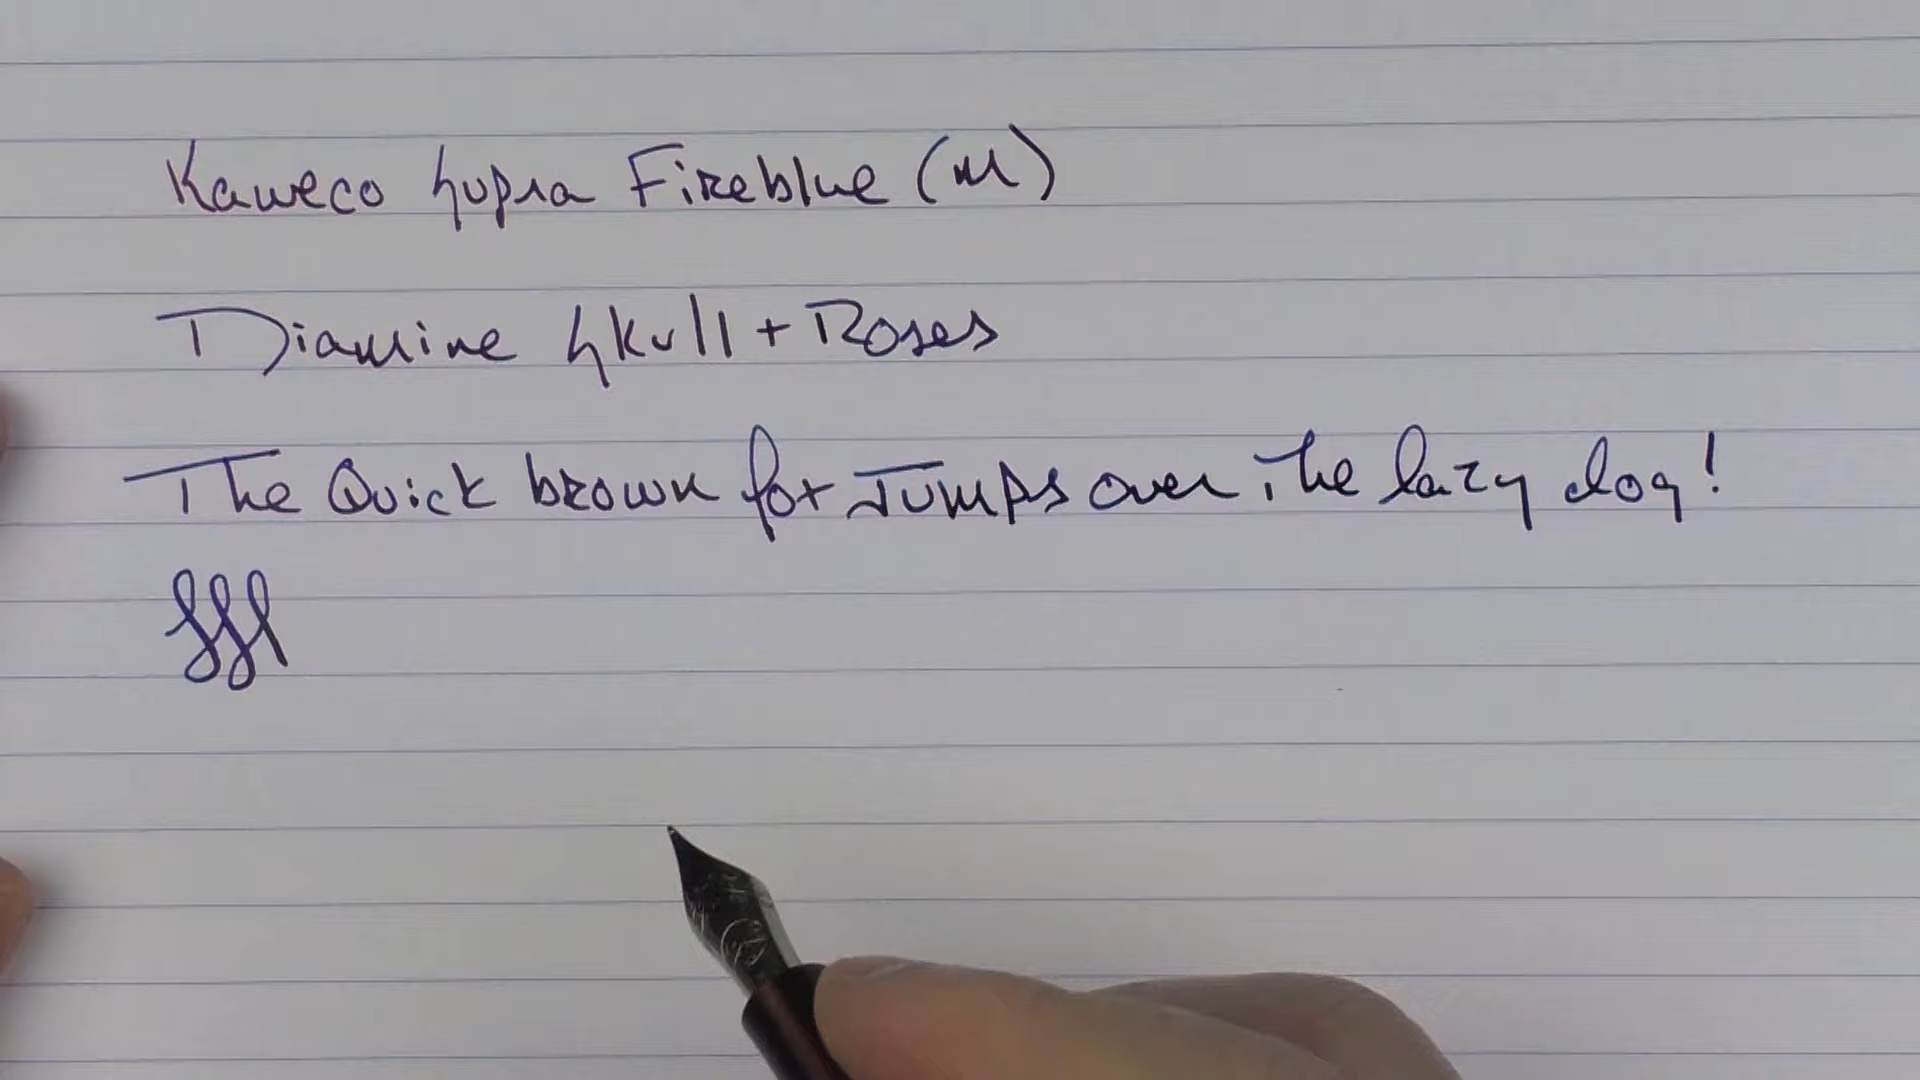 Kaweco Supra Fireblue (M)
Diamine Skull + Roses
The Quick brown fox Jumps over the lazy dog!